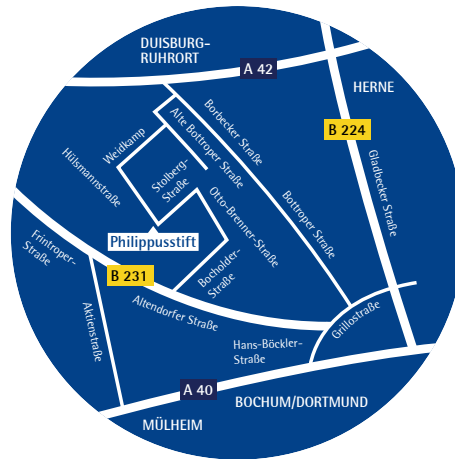 DUISBURG-
RUHRORT
A 42
HERNE
B 224
Borbecker Straße
Alte Bottroper Straße
Weidkamp
Stolberg-
Straße
Hülsmannstraße
Gladbecker Straße
Otto-Brenner-Straße
Bottroper Straße
Philippusstift
Frintroper-
Straße
B 231
Bocholder-
Straße
Aktienstraße
Altendorfer Straße
Grillostraße
Hans-Böckler-
Straße
A 40
BOCHUM/DORTMUND
MÜLHEIM